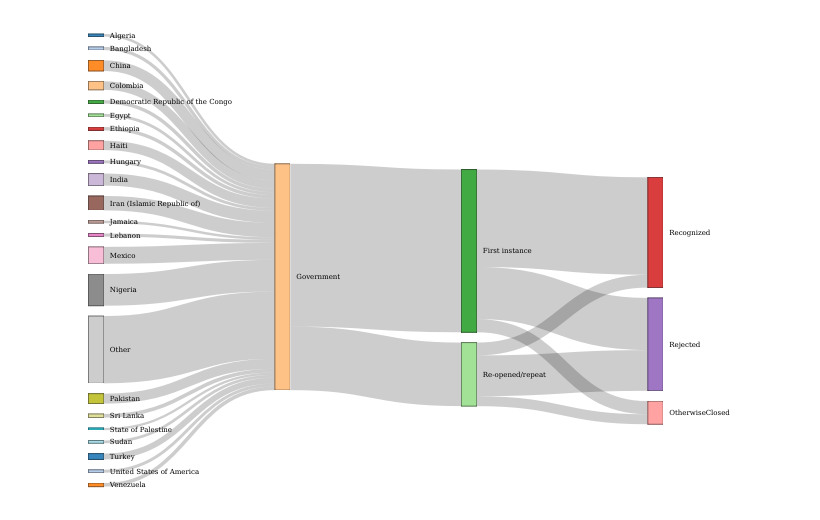 Algeria
Bangladesh
China
Colombia
Democratic Republic of the Congo
Egypt
Ethiopia
Haiti
Hungary
India
Iran (Islamic Republic of)
Jamaica
Lebanon
Mexico
Nigeria
Other
Pakistan
Sri Lanka
State of Palestine
Sudan
Turkey
United States of America
Venezuela
Government
First instance
Re-opened/repeat
Recognized
Rejected
OtherwiseClosed